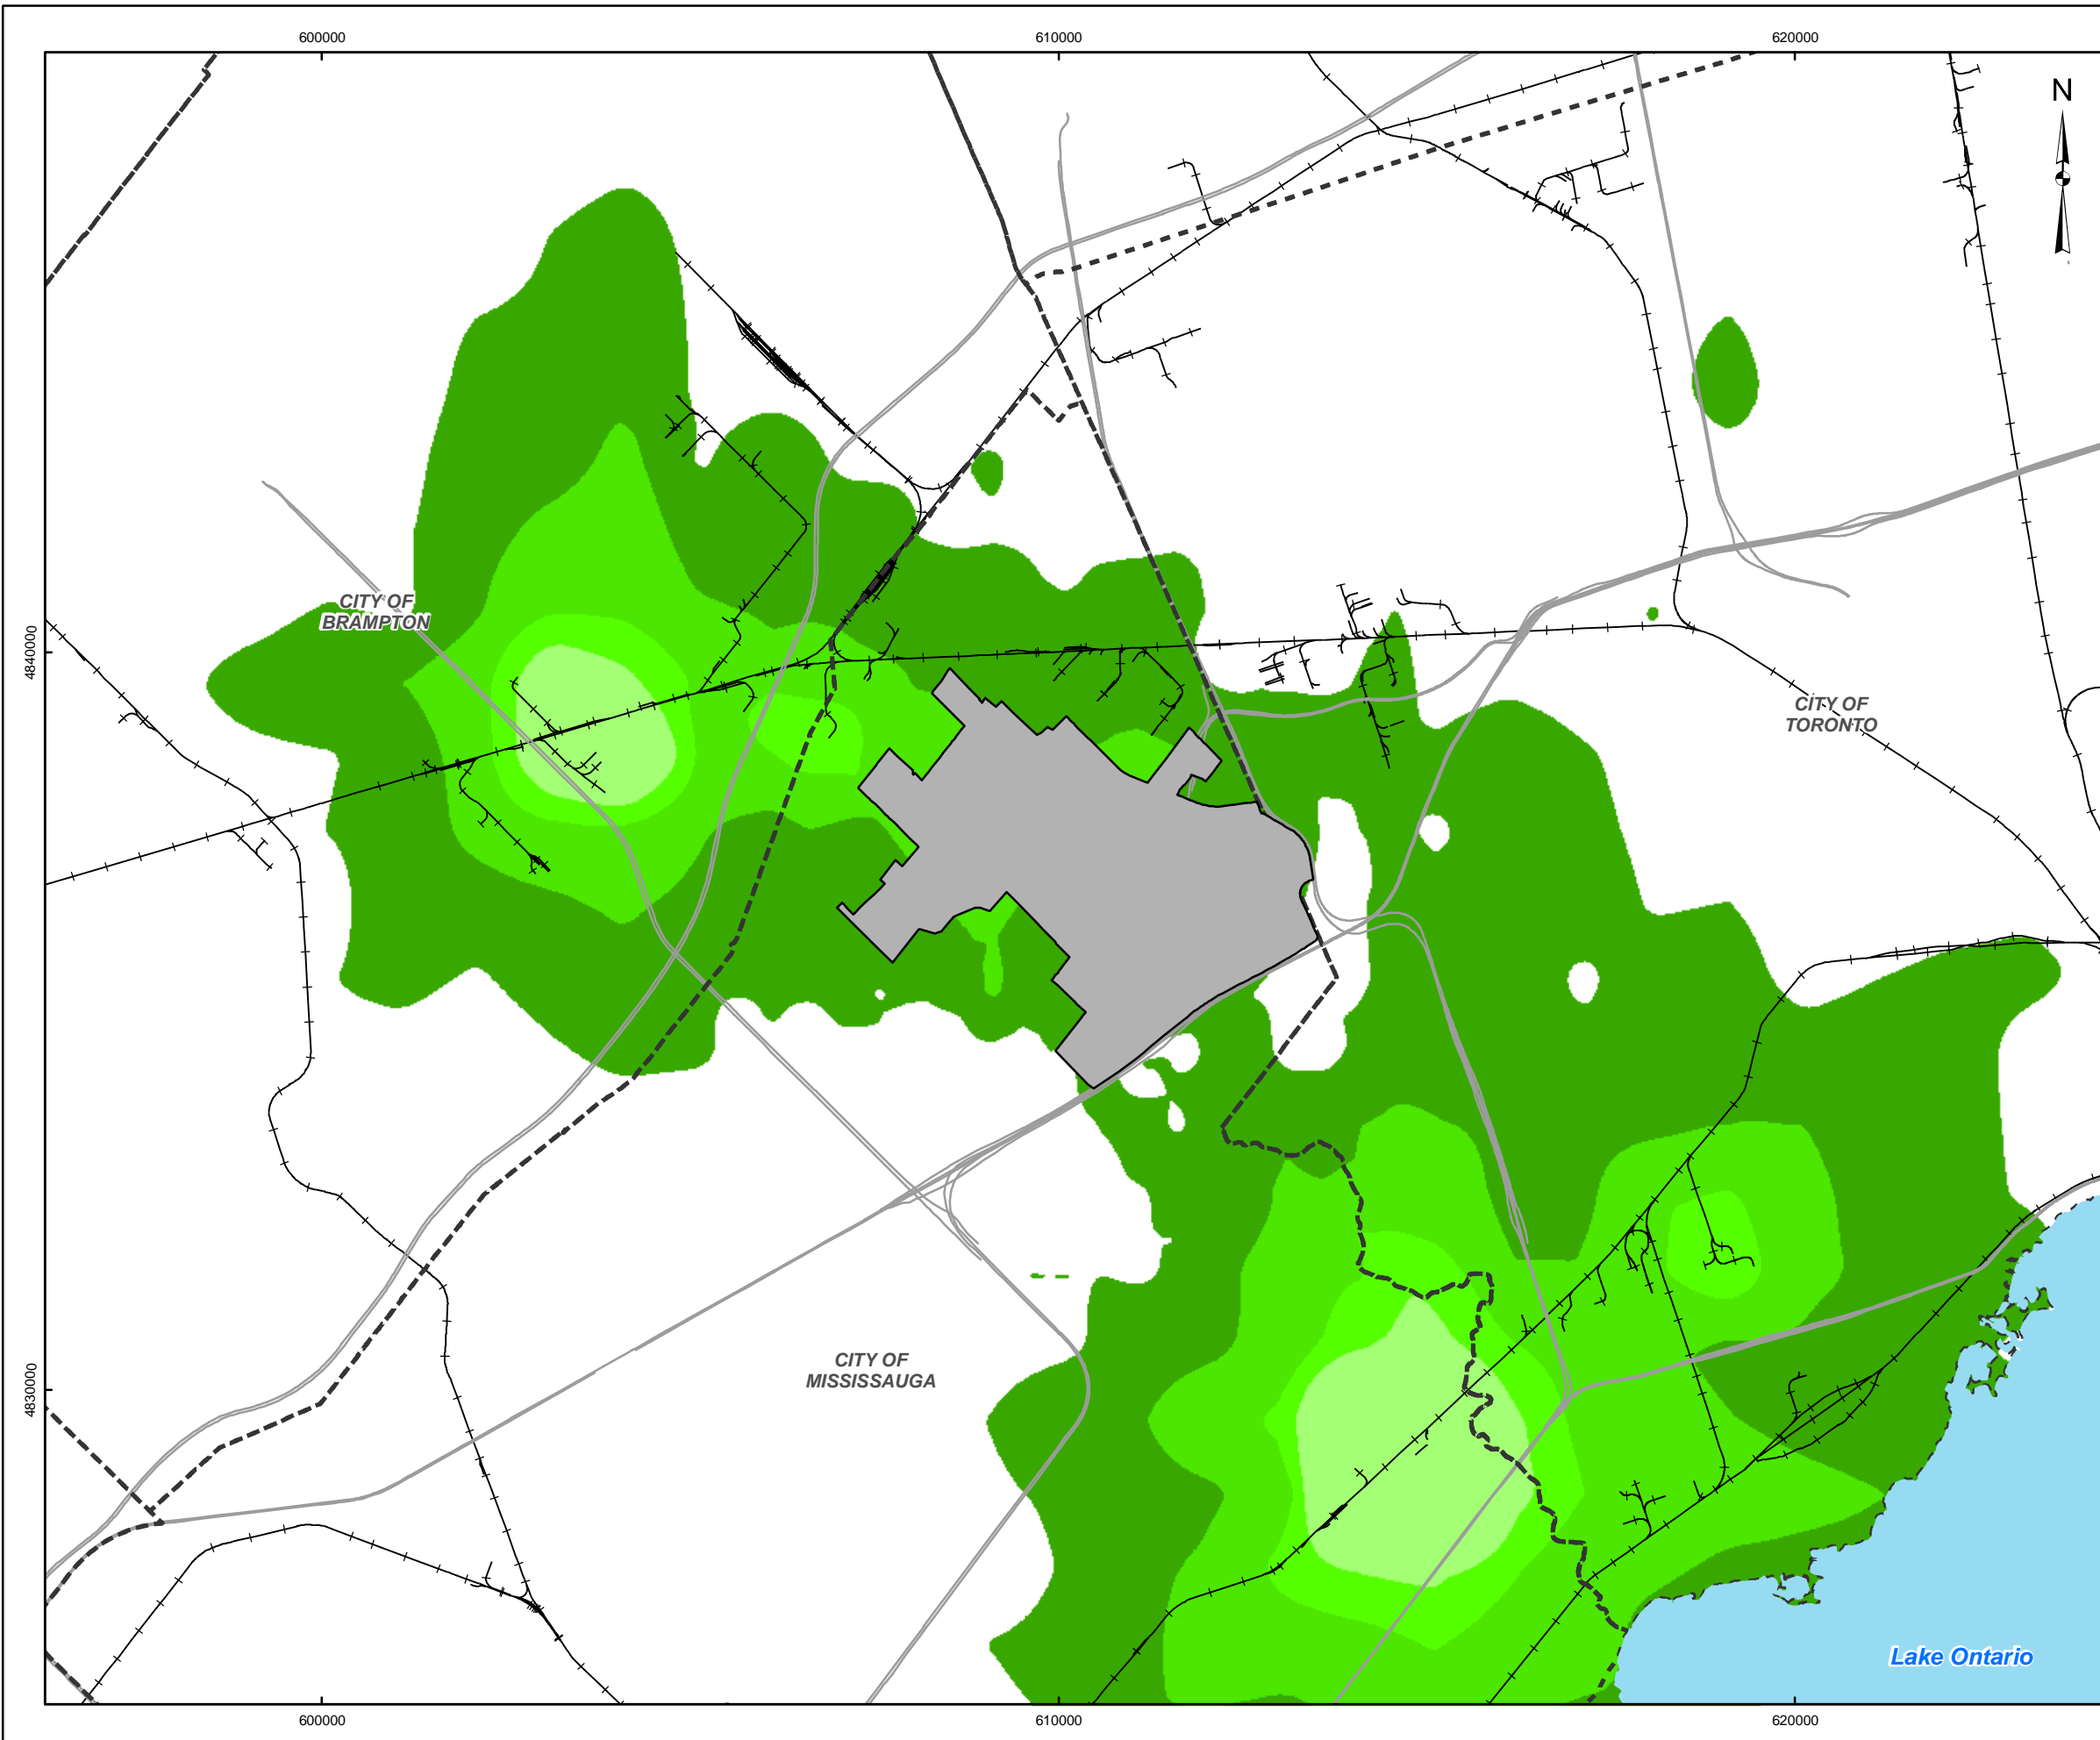 600000
610000
620000
N
CITY OF
BRAMPTON
4840000
CITY OF
TORONTO
CITY OF
MISSISSAUGA
4830000
Lake Ontario
600000
610000
620000